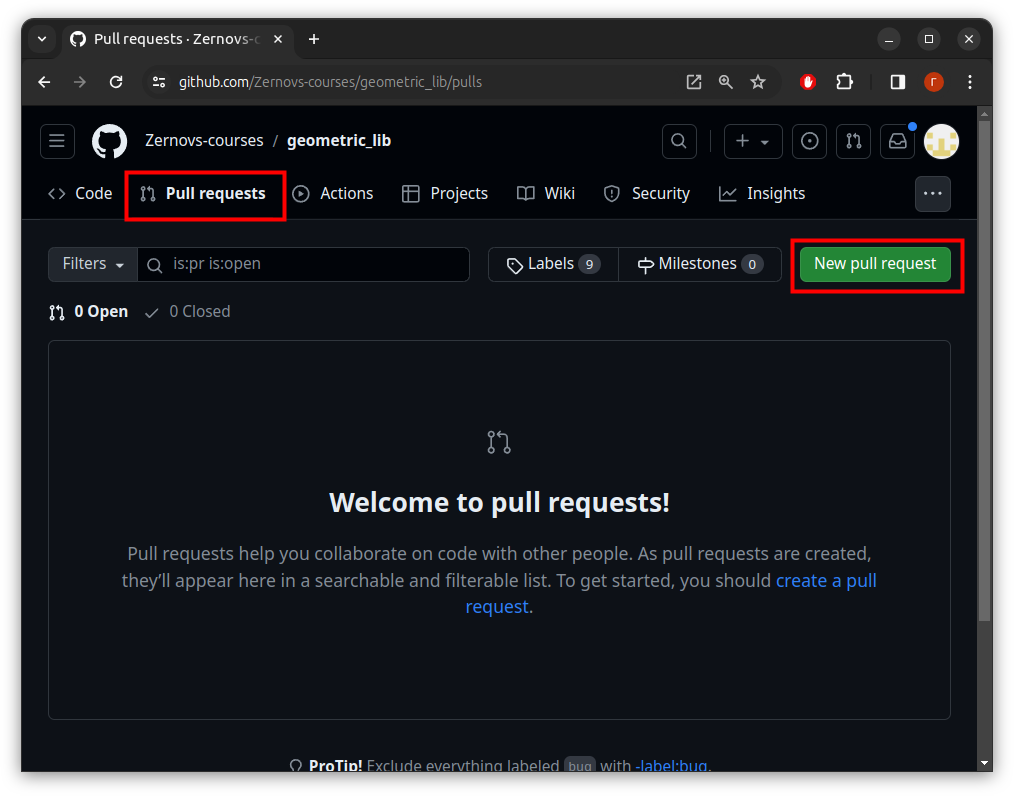 Pull requests · Zernovs-c
github.com/Zernovs-courses/geometric_lib/pulls
Г
Zernovs-courses / geometric_lib
Code Pull requests Actions Projects Wiki Security Insights
Filters is:pr is:open Labels 9 Milestones 0 New pull request
0 Open 0 Closed
Welcome to pull requests!
Pull requests help you collaborate on code with other people. As pull requests are created,
they’ll appear here in a searchable and filterable list. To get started, you should create a pull
request.
ProTip! Exclude everything labeled bug with -label:bug.